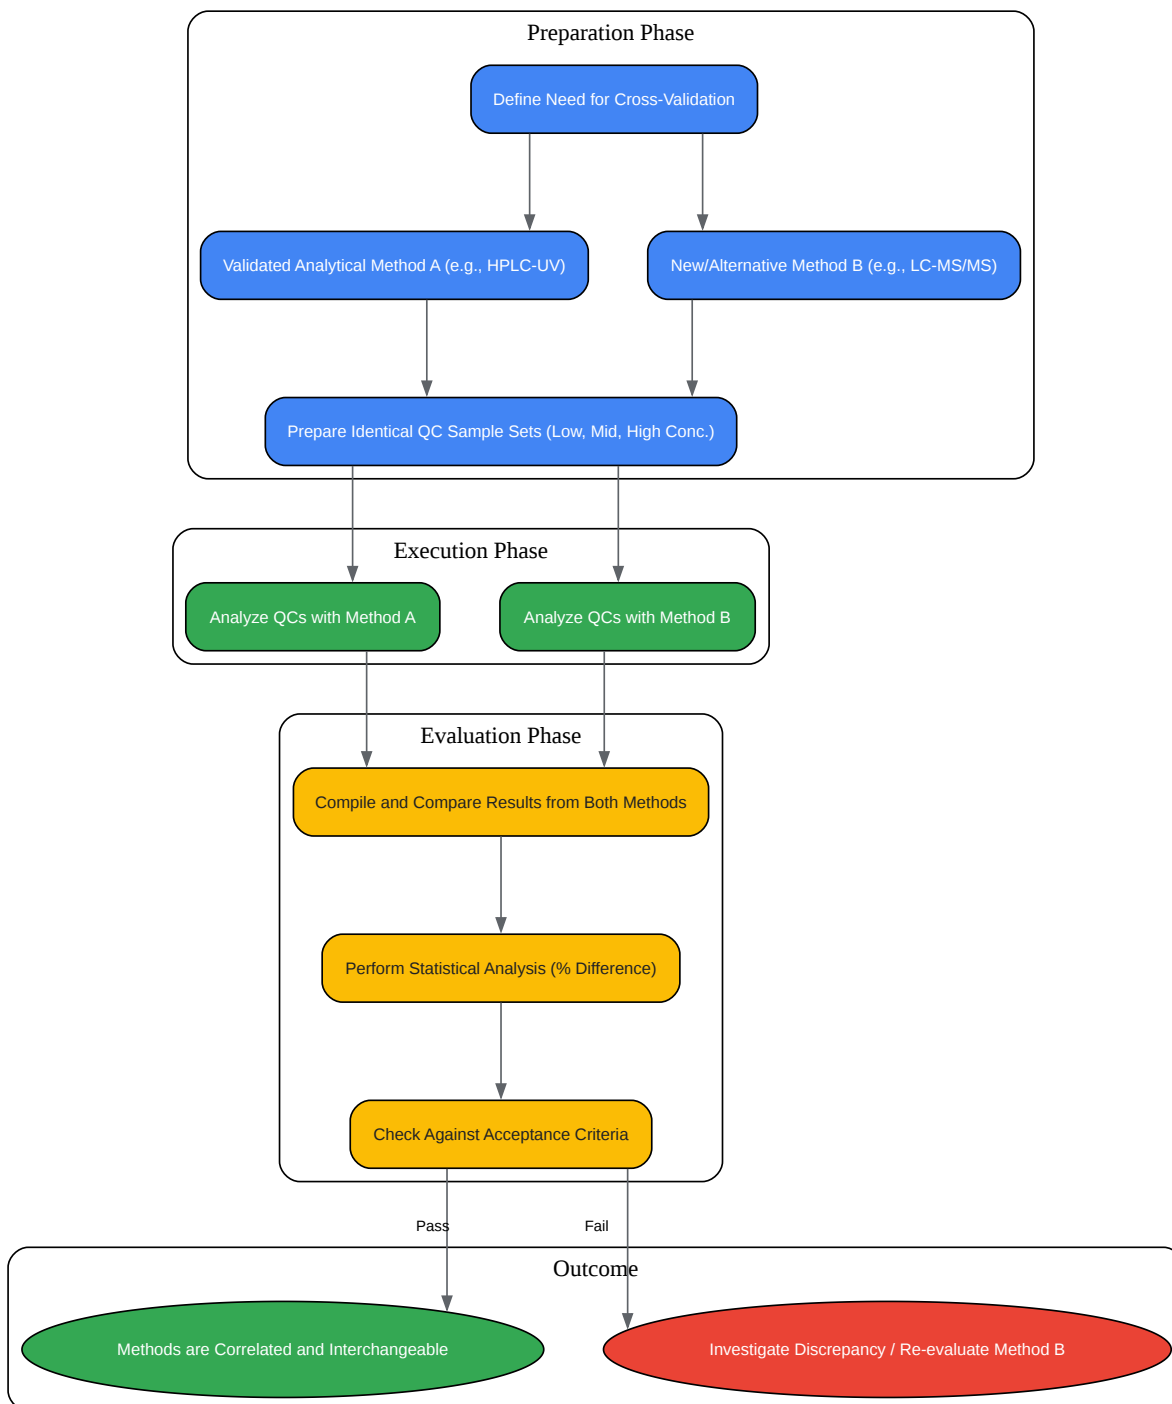 Preparation Phase
Define Need for Cross-Validation
Validated Analytical Method A (e.g., HPLC-UV)
New/Alternative Method B (e.g., LC-MS/MS)
Prepare Identical QC Sample Sets (Low, Mid, High Conc.)
Execution Phase
Analyze QCs with Method A
Analyze QCs with Method B
Evaluation Phase
Compile and Compare Results from Both Methods
Perform Statistical Analysis (% Difference)
Check Against Acceptance Criteria
Pass
Fail
Outcome
Methods are Correlated and Interchangeable
Investigate Discrepancy / Re-evaluate Method B